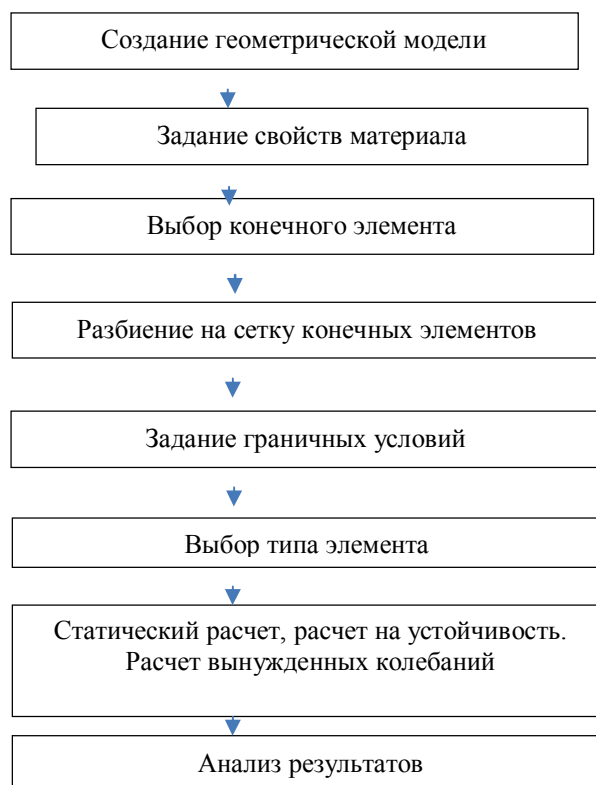 Создание геометрической модели
Задание свойств материала
Выбор конечного элемента
Разбиение на сетку конечных элементов
Задание граничных условий
Выбор типа элемента
Статический расчет, расчет на устойчивость.
Расчет вынужденных колебаний
Анализ результатов